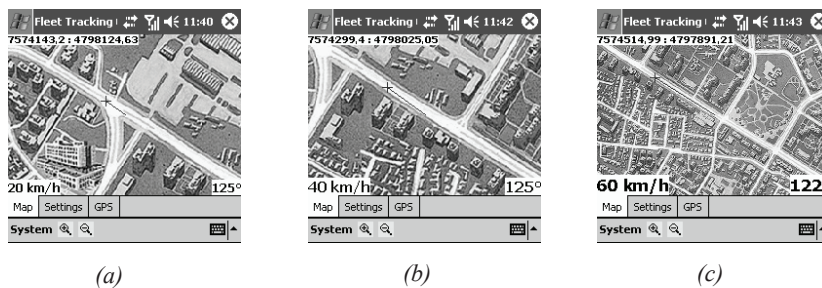 Fleet Tracking 11:40
7574143,2 : 4798124,63
20 km/h 125°
Map Settings GPS
System
(a)
Fleet Tracking 11:42
7574299,4 : 4798025,05
40 km/h 125°
Map Settings GPS
System
(b)
Fleet Tracking 11:43
7574514,99 : 4797891,21
60 km/h 122
Map Settings GPS
System
(c)